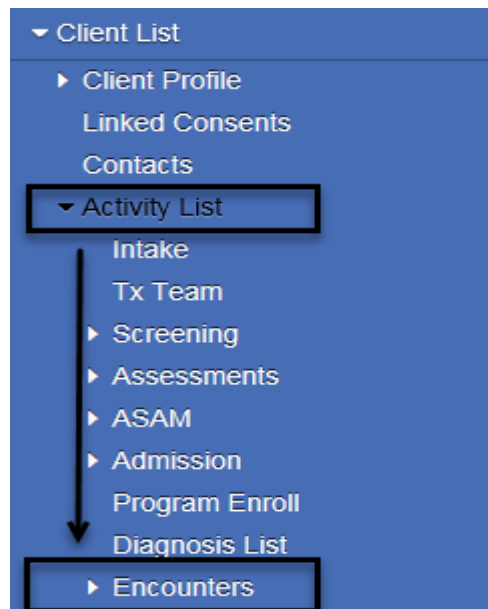 Client List
Client Profile
Linked Consents
Contacts
Activity List
Intake
Tx Team
Screening
Assessments
ASAM
Admission
Program Enroll
Diagnosis List
Encounters